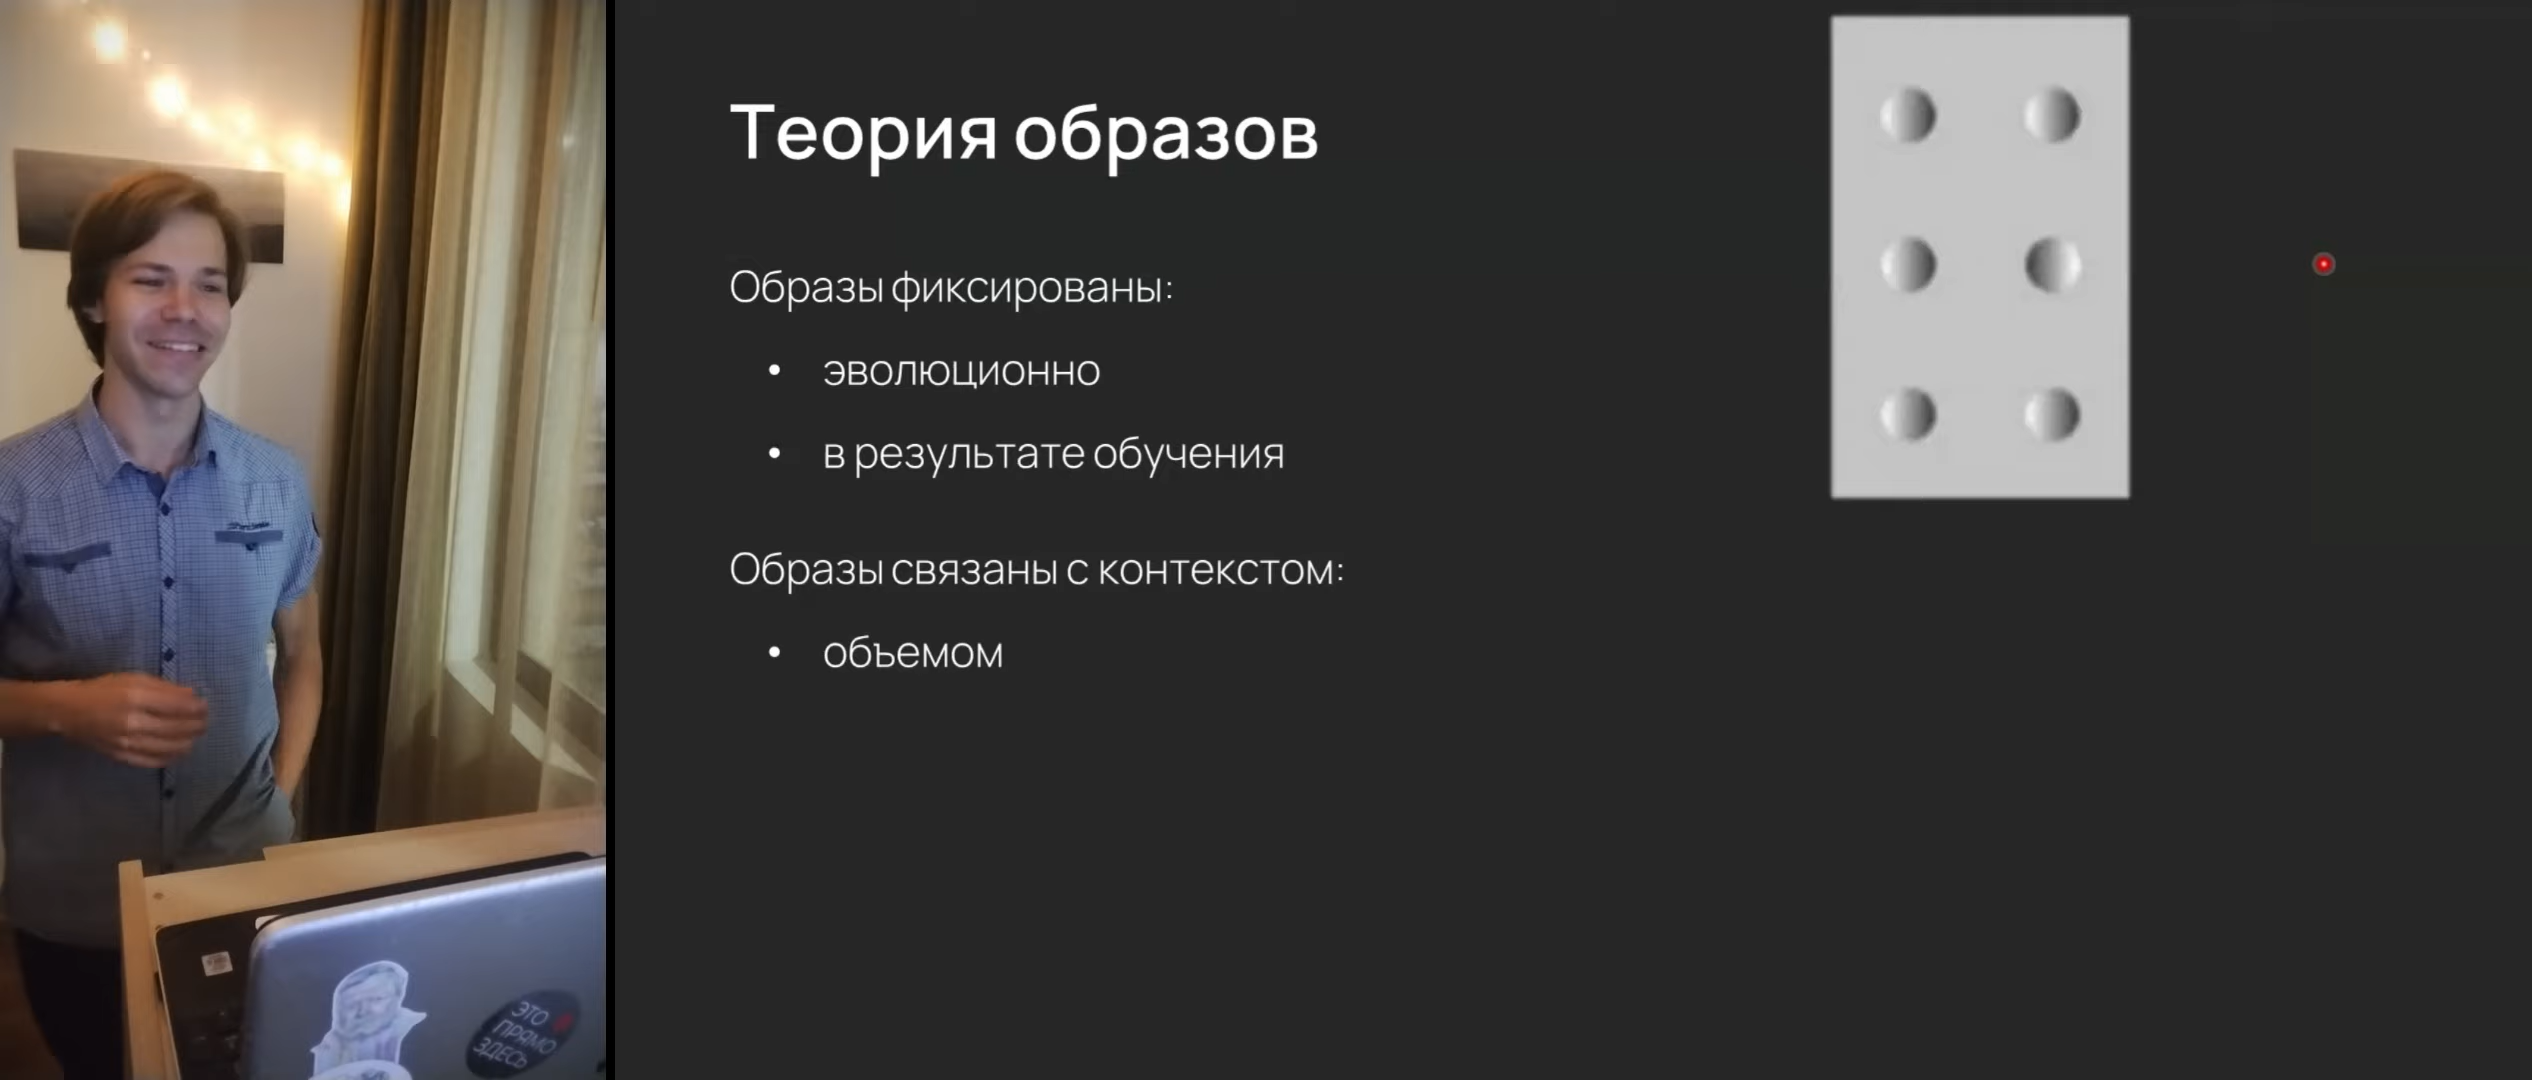 Теория образов
Образы фиксированы:
• эволюционно
• в результате обучения
Образы связаны с контекстом:
• объемом
ЭТО
ПРЯМО
ЗДЕСЬ